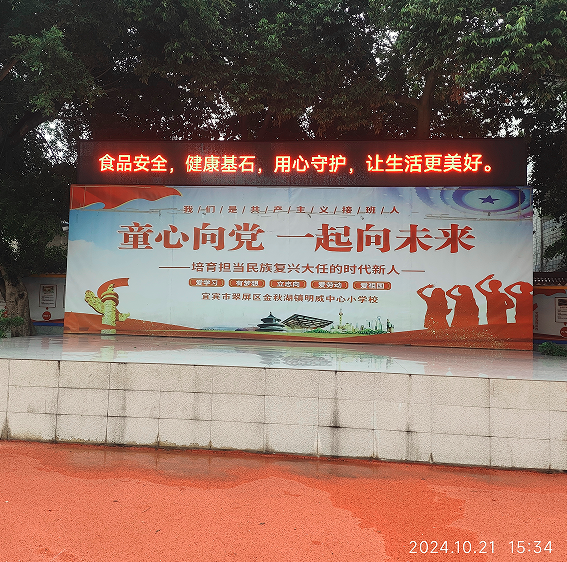 食品安全，健康基石，用心守护，让生活更美好。
我/们/是/共/产/主/义/接/班/人
童心向党 一起向未来
——培育担当民族复兴大任的时代新人——
爱学习 有梦想 立志向 爱劳动 爱祖国
宜宾市翠屏区金秋湖镇明威中心小学校
2024.10.21 15:34